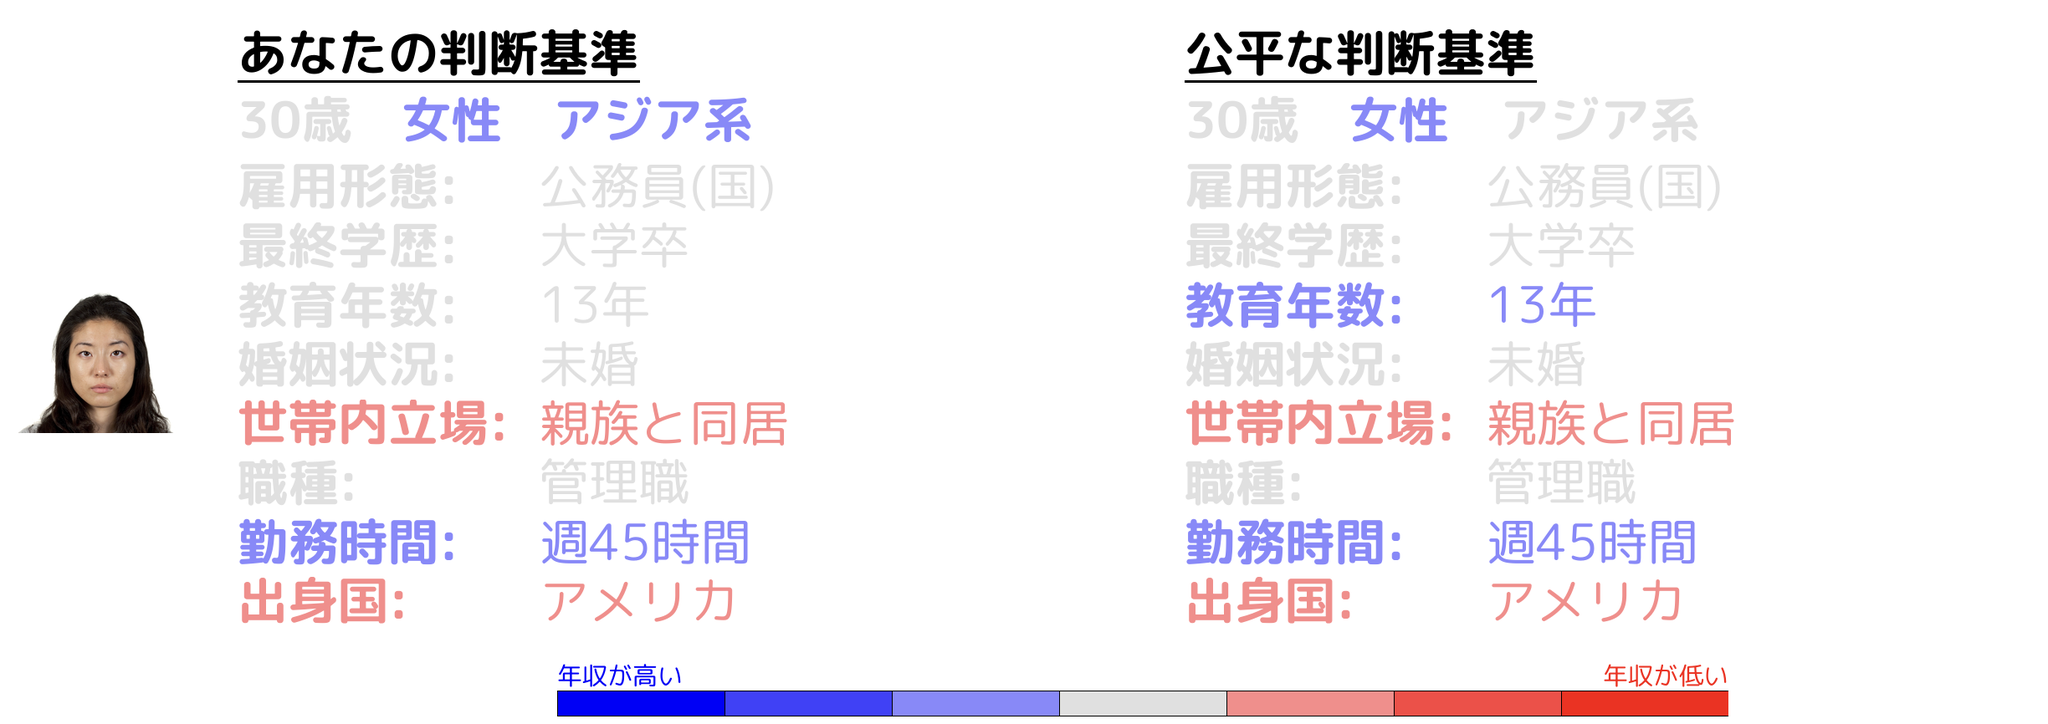 あなたの判断基準
30歳 女性 アジア系
雇用形態: 公務員(国)
最終学歴: 大学卒
教育年数: 13年
婚姻状況: 未婚
世帯内立場: 親族と同居
職種: 管理職
勤務時間: 週45時間
出身国: アメリカ
公平な判断基準
30歳 女性 アジア系
雇用形態: 公務員(国)
最終学歴: 大学卒
教育年数: 13年
婚姻状況: 未婚
世帯内立場: 親族と同居
職種: 管理職
勤務時間: 週45時間
出身国: アメリカ
年収が高い
年収が低い